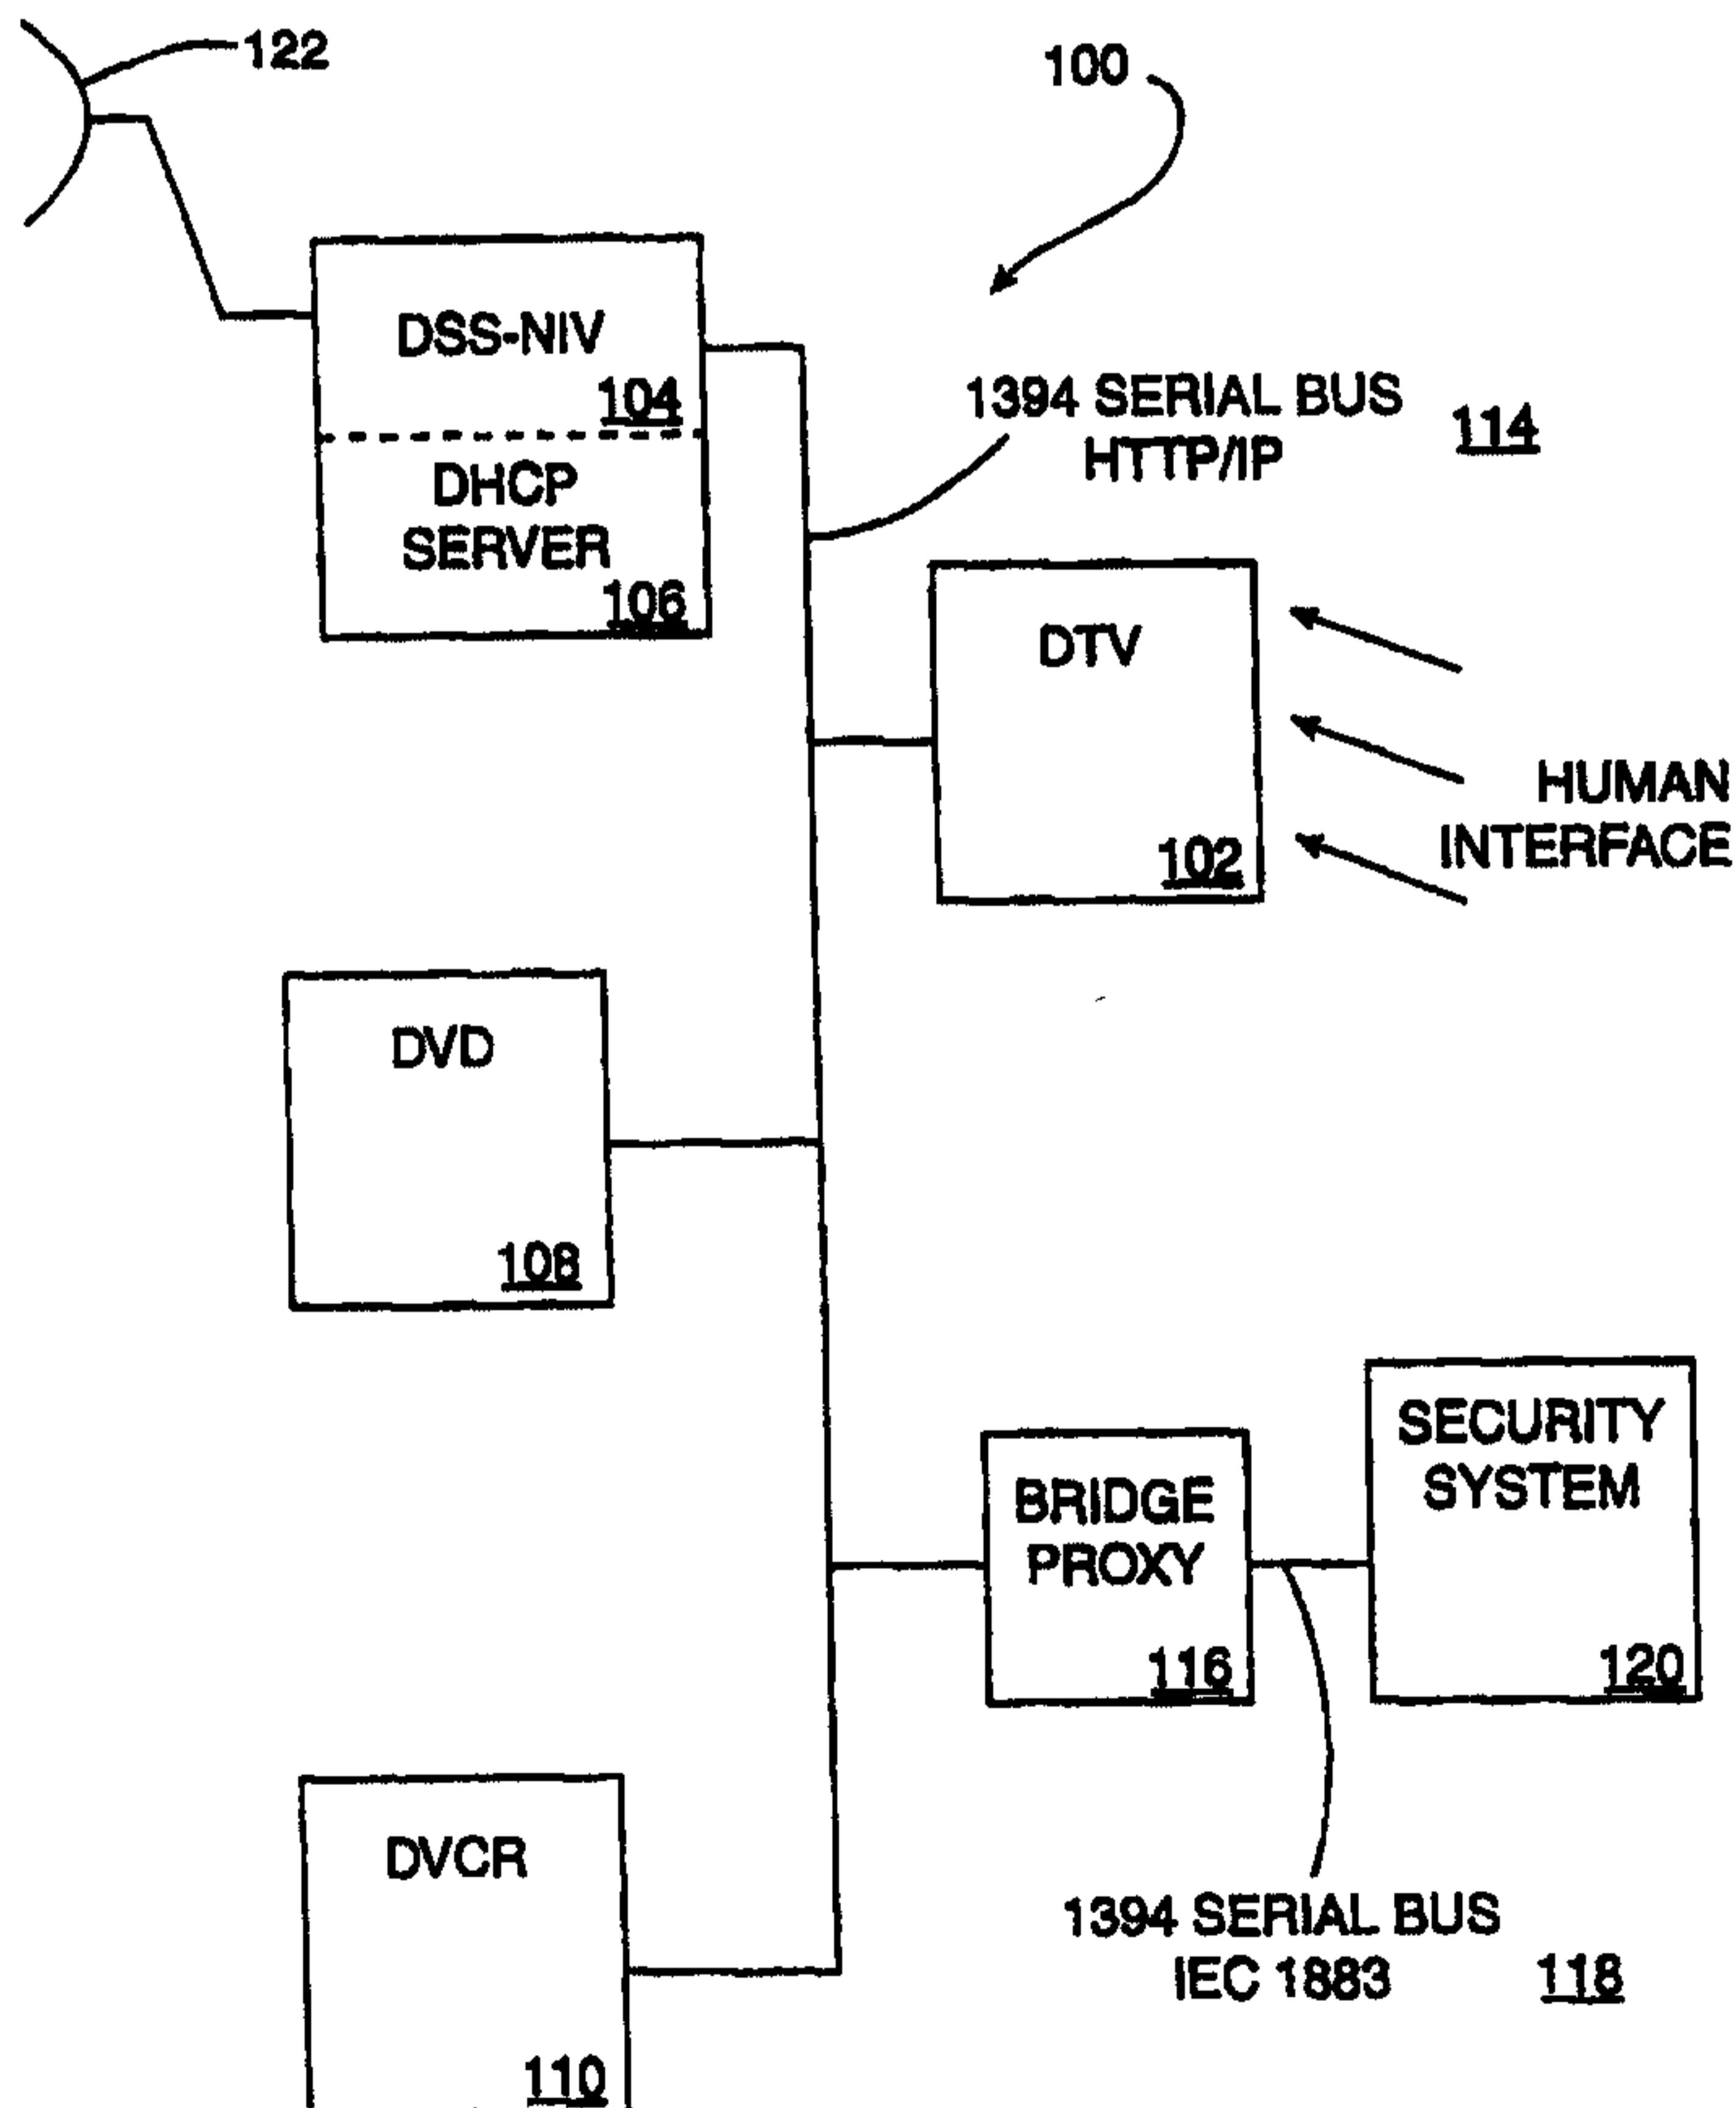 122
100
DSS-NIV
104
DHCP
SERVER
106
1394 SERIAL BUS
HTTP/IP
114
DTV
102
HUMAN
INTERFACE
DVD
108
BRIDGE
PROXY
116
SECURITY
SYSTEM
120
DVCR
110
1394 SERIAL BUS
IEC 1883
118